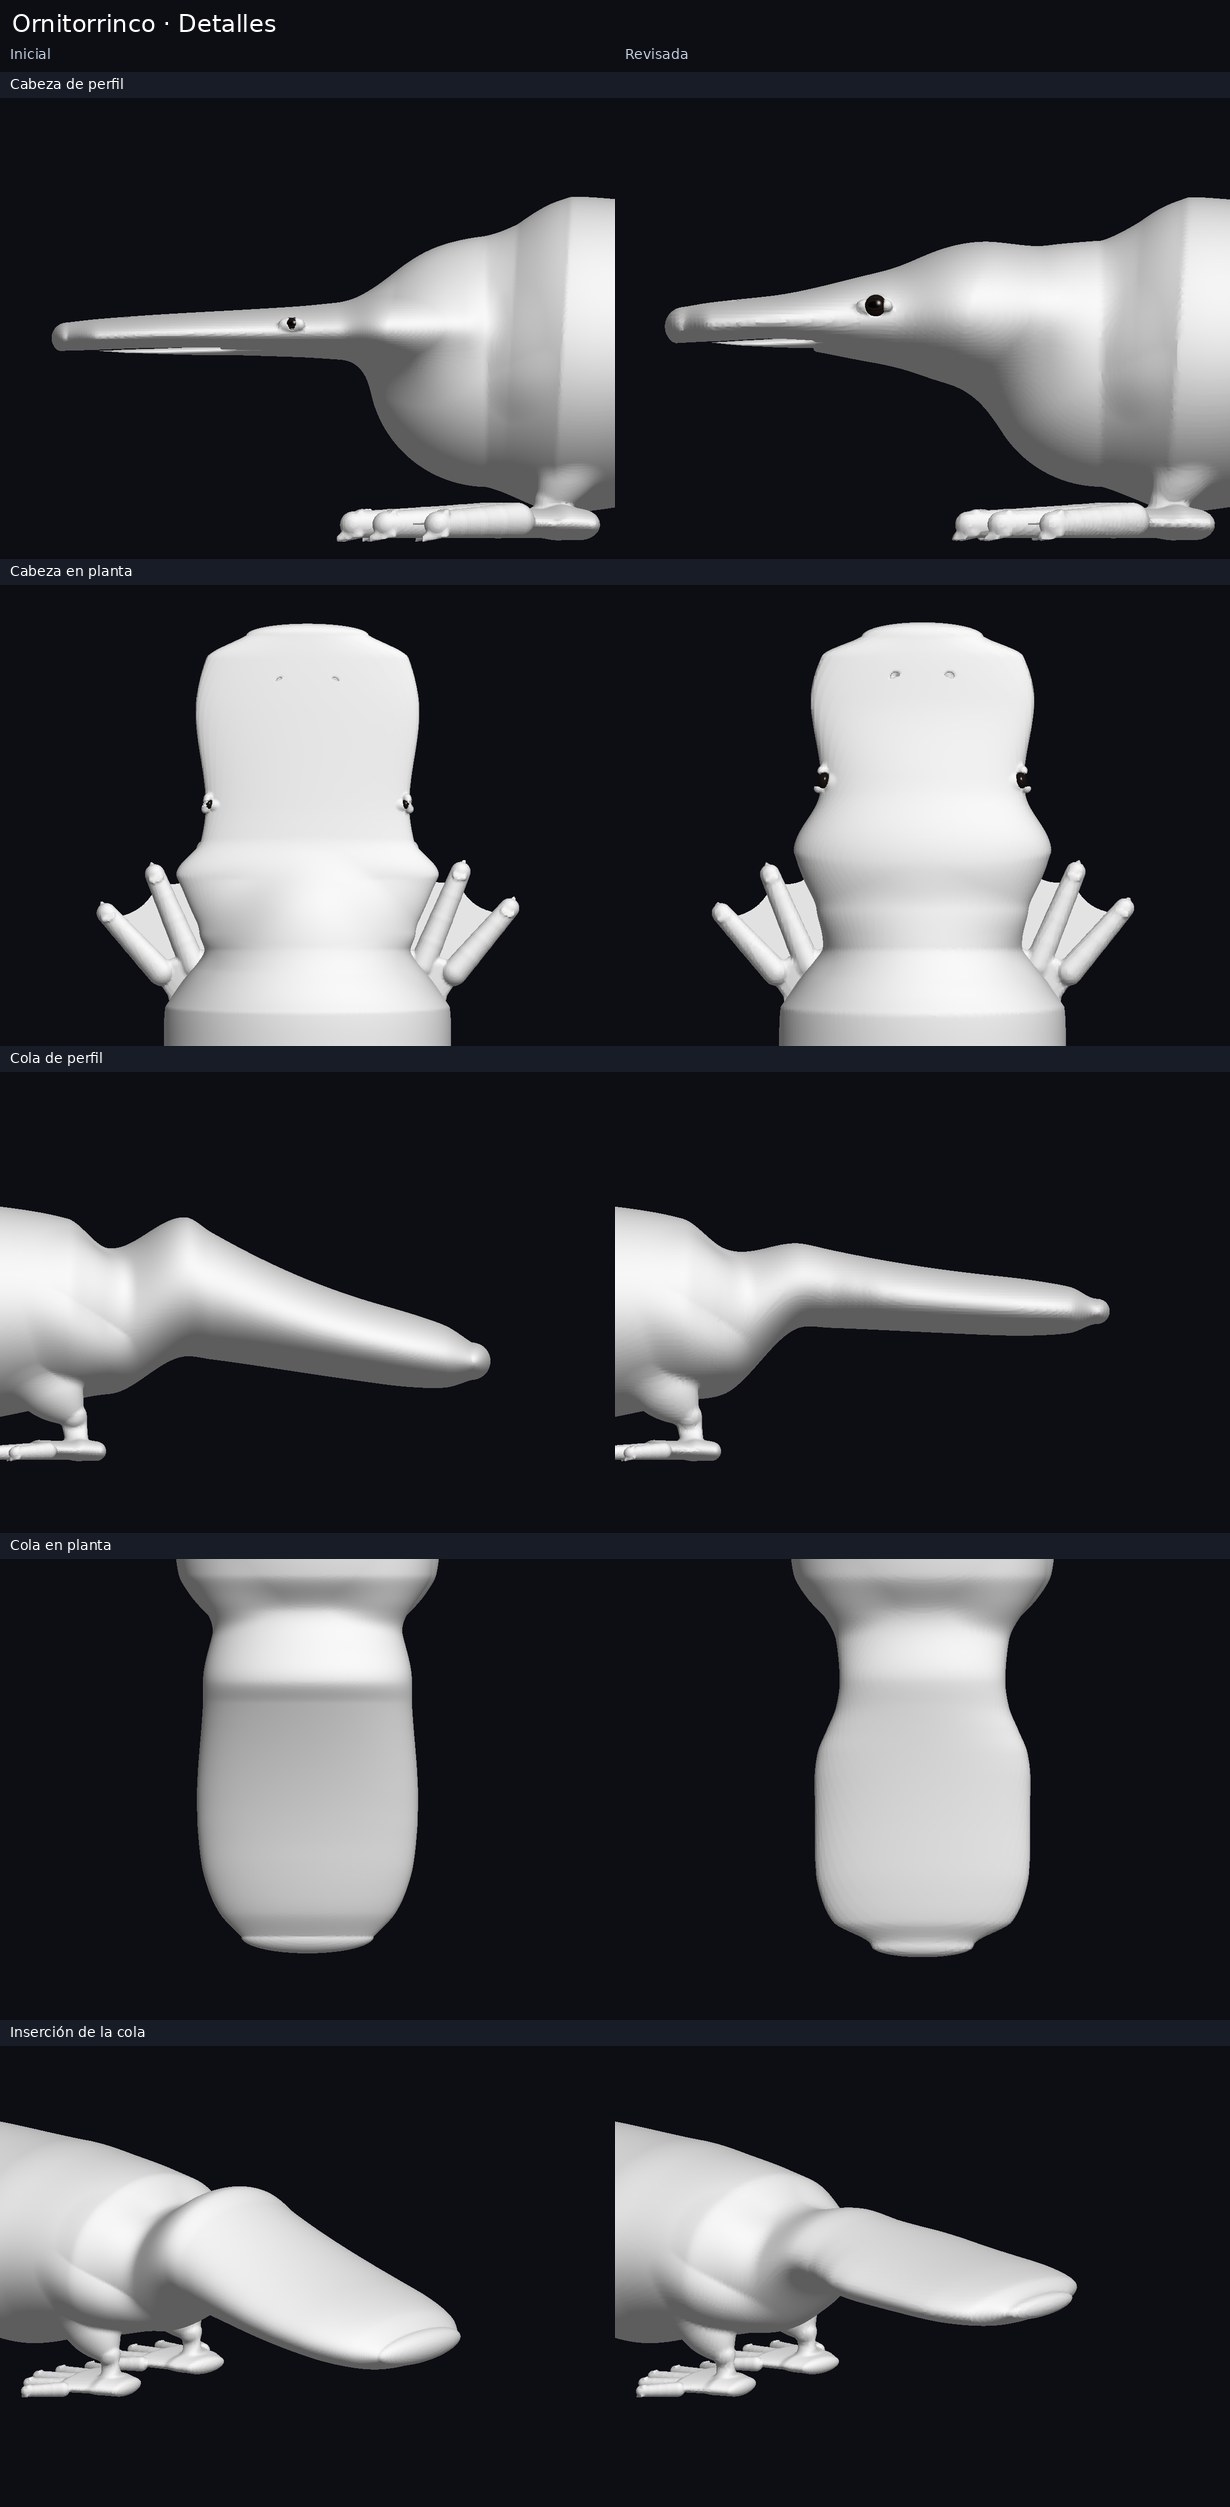 Ornitorrinco · Detalles
Inicial
Revisada
Cabeza de perfil
Cabeza en planta
Cola de perfil
Cola en planta
Inserción de la cola